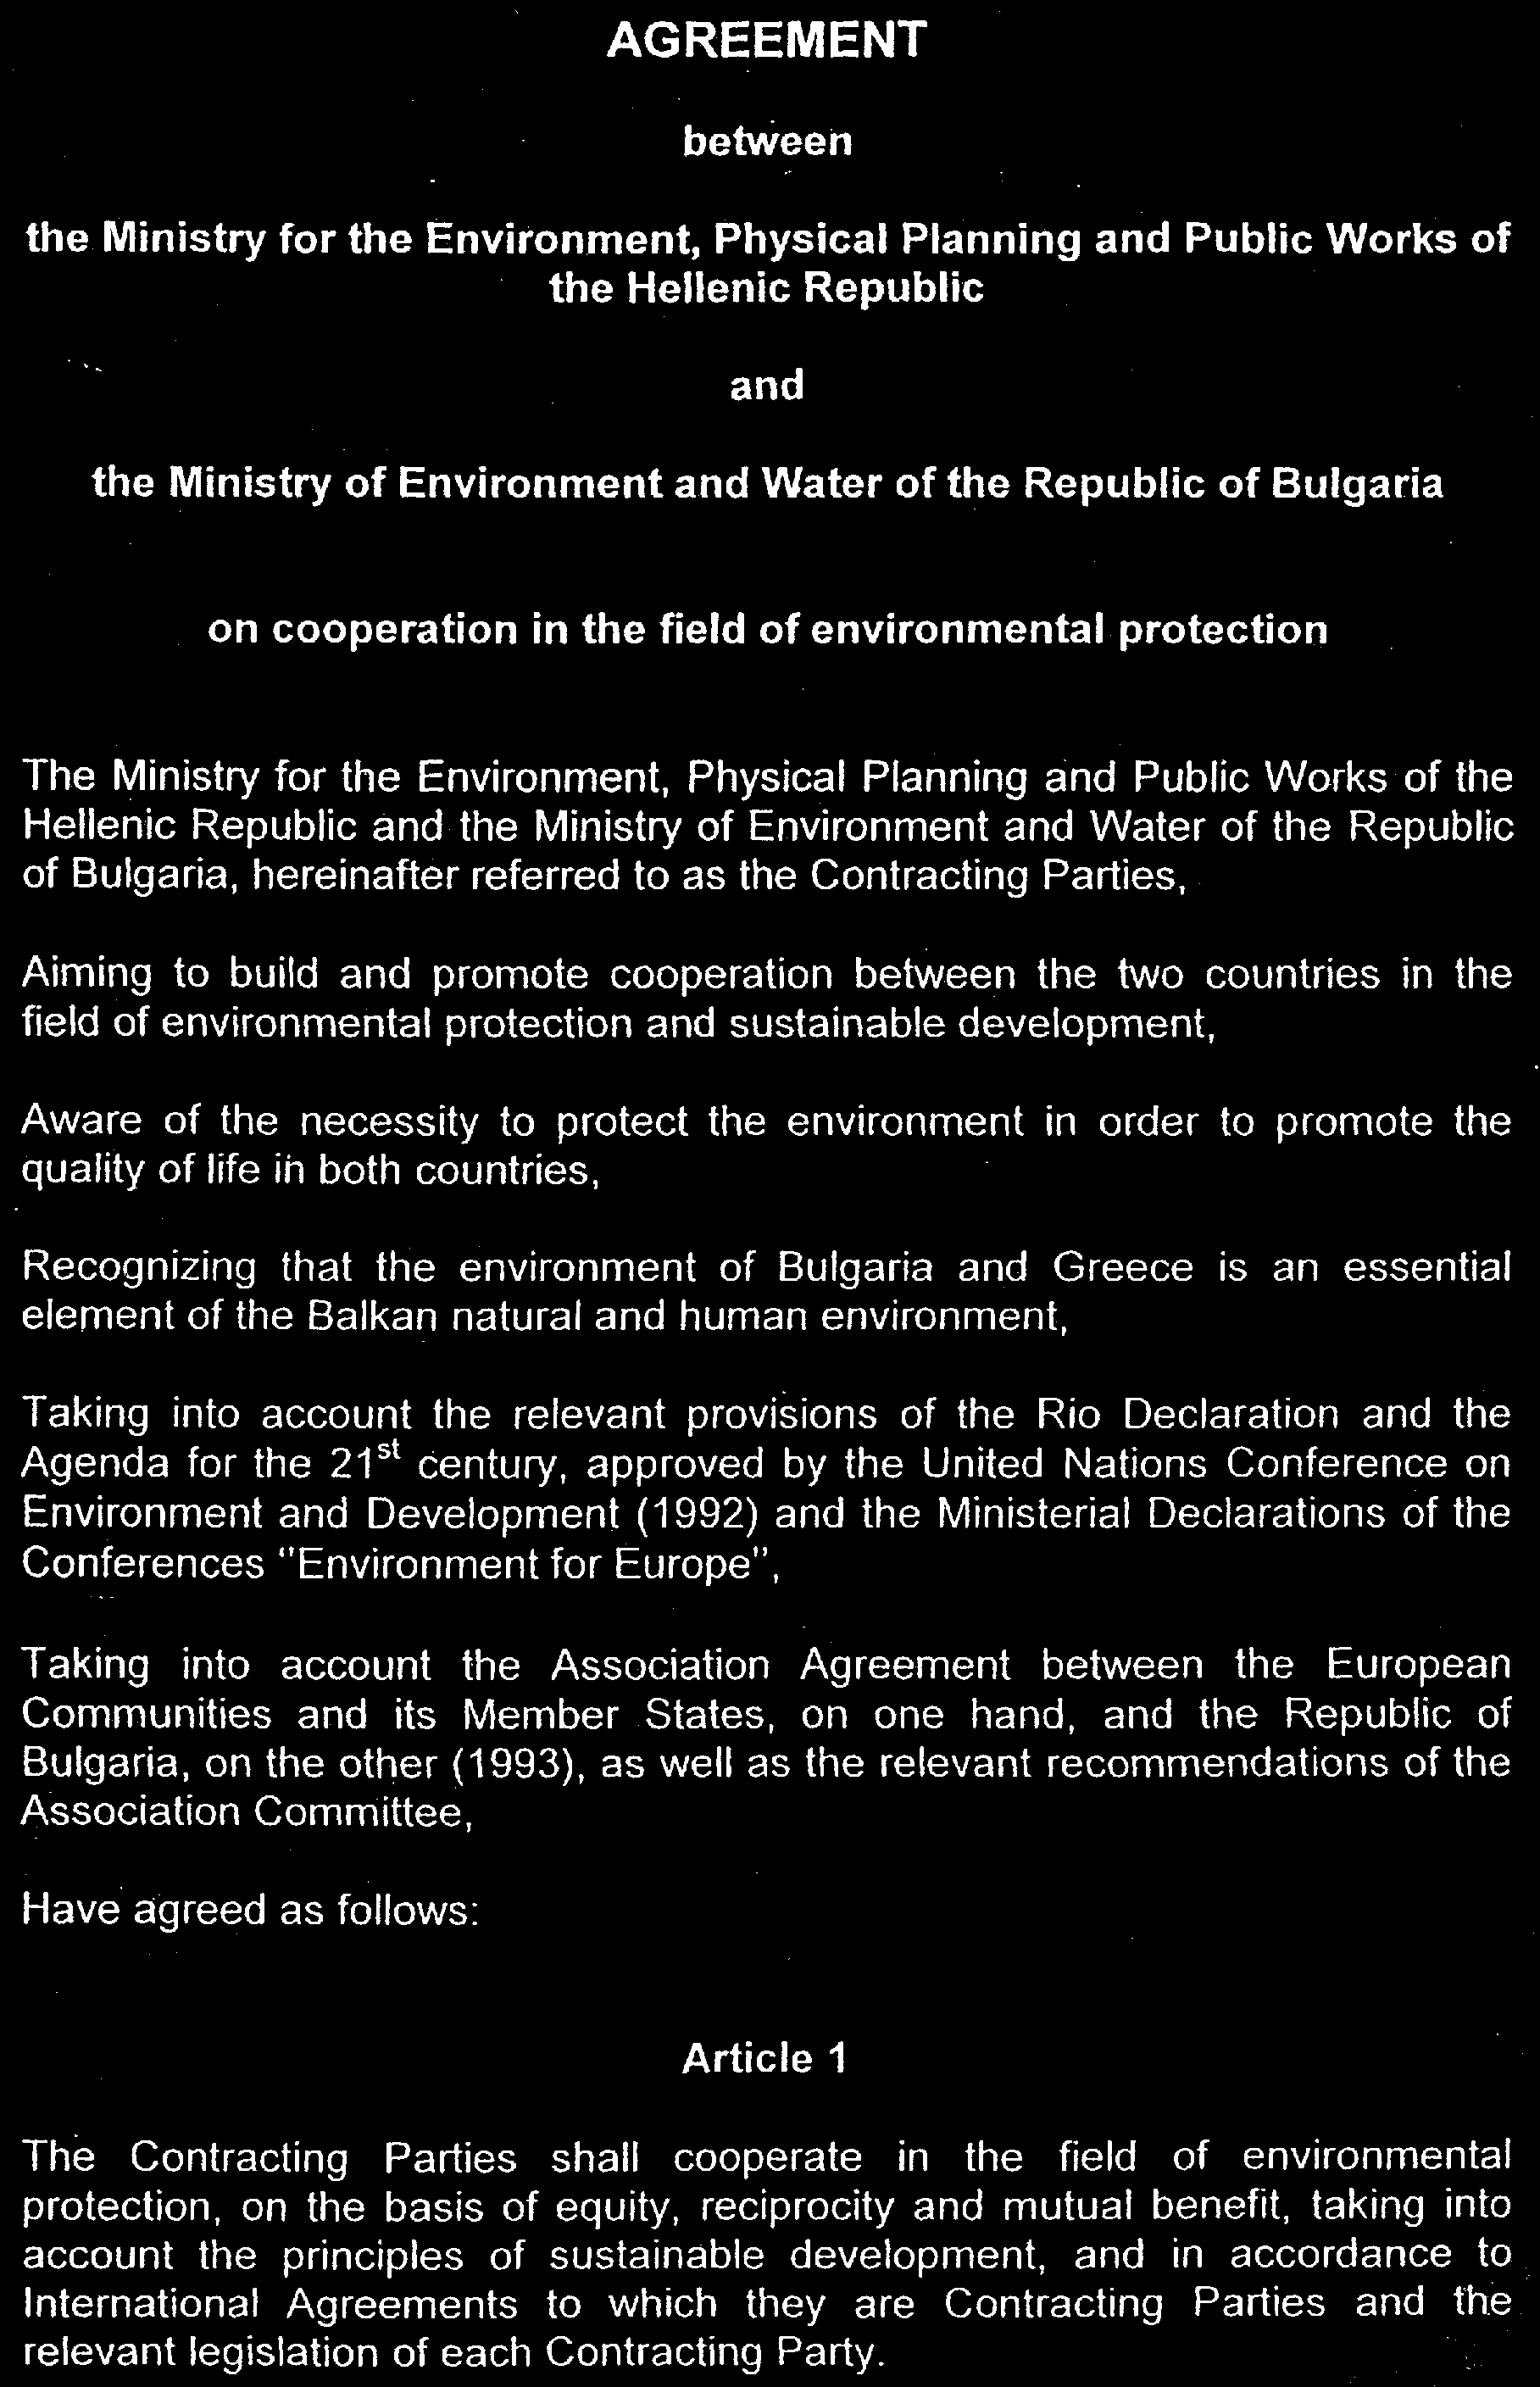 AGREEMENT
between
the Ministry for the Environment, Physical Planning and Public Works of
the Hellenic Republic
and
the Ministry of Environment and Water of the Republic of Bulgaria
on cooperation in the field of environmental protection
The Ministry for the Environment, Physical Planning and Public Works of the
Hellenic Republic and the Ministry of Environment and Water of the Republic
of Bulgaria, hereinafter referred to as the Contracting Parties,
Aiming to build and promote cooperation between the two countries in the
field of environmental protection and sustainable development,
Aware of the necessity to protect the environment in order to promote the
quality of life in both countries,
Recognizing that the environment of Bulgaria and Greece is an essential
element of the Balkan natural and human environment,
Taking into account the relevant provisions of the Rio Declaration and the
Agenda for the 21st century, approved by the United Nations Conference on
Environment and Development (1992) and the Ministerial Declarations of the
Conferences "Environment for Europe",
Taking into account the Association Agreement between the European
Communities and its Member States, on one hand, and the Republic of
Bulgaria, on the other (1993), as well as the relevant recommendations of the
Association Committee,
Have agreed as follows:
Article 1
The Contracting Parties shall cooperate in the field of environmental
protection, on the basis of equity, reciprocity and mutual benefit, taking into
account the principles of sustainable development, and in accordance to
International Agreements to which they are Contracting Parties and the
relevant legislation of each Contracting Party.